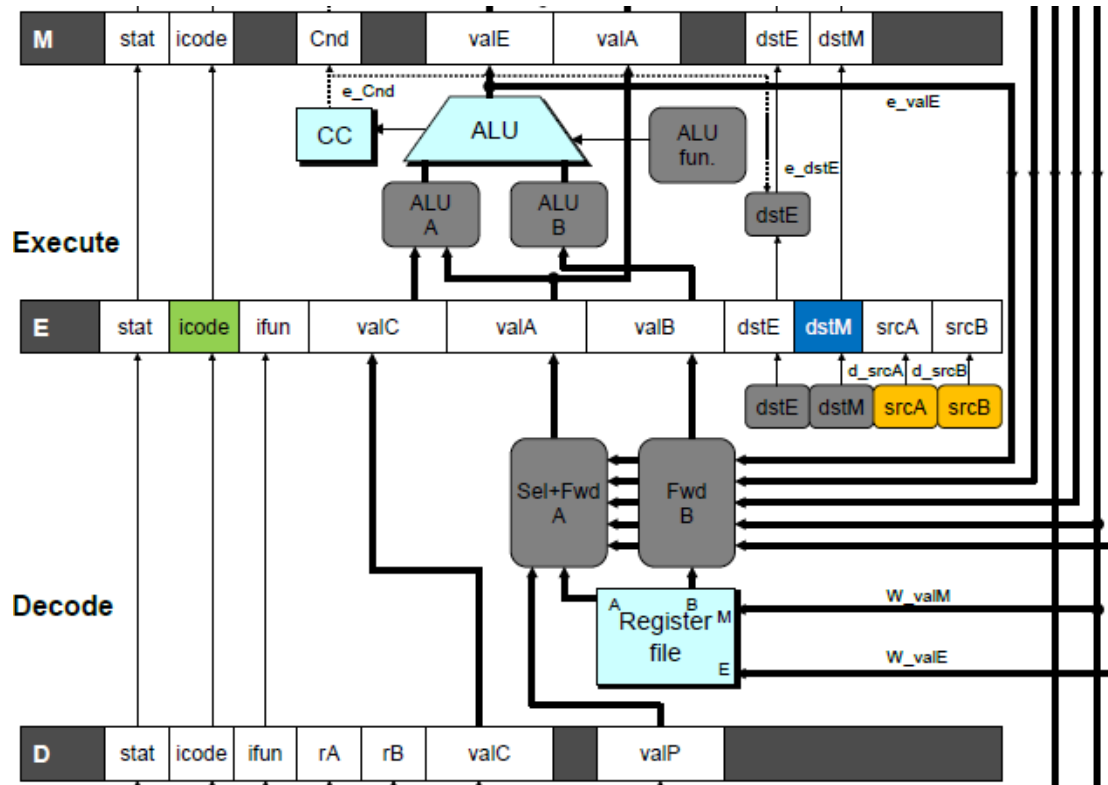 M stat icode Cnd valE valA dstE dstM
e_Cnd
e_valE
CC
ALU
ALU
fun.
e_dstE
ALU
A
ALU
B
dstE
Execute
E stat icode ifun valC valA valB dstE dstM srcA srcB
d_srcA d_srcB
dstE dstM srcA srcB
Sel+Fwd
A
Fwd
B
Decode
A B M
Register
file
E
W_valM
W_valE
D stat icode ifun rA rB valC valP